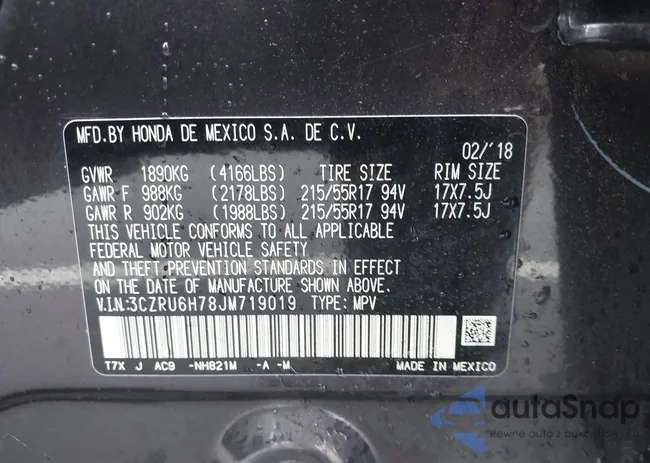 MFD.BY HONDA DE MEXICO S.A. DE C.V.
02/'18
GVWR 1890KG (4166LBS) TIRE SIZE RIM SIZE
GAWR F 988KG (2178LBS) 215/55R17 94V 17X7.5J
GAWR R 902KG (1988LBS) 215/55R17 94V 17X7.5J
THIS VEHICLE CONFORMS TO ALL APPLICABLE
FEDERAL MOTOR VEHICLE SAFETY
AND THEFT PREVENTION STANDARDS IN EFFECT
ON THE DATE OF MANUFACTURE SHOWN ABOVE.
V.I.N:3CZRU6H78JM719019 TYPE: MPV
T7X J AC9 -NH821M -A -M MADE IN MEXICO
autoSnap
Pewne auto z